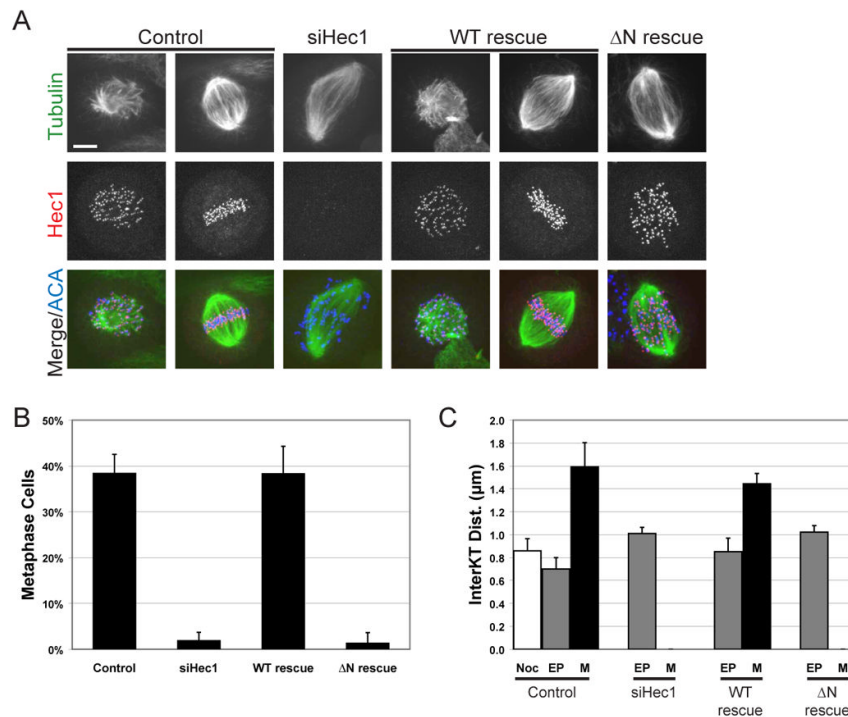 A
Control siHec1 WT rescue ΔN rescue
Tubulin
Hec1
Merge/ACA
B
Metaphase Cells
50%
40%
30%
20%
10%
0%
Control siHec1 WT rescue ΔN rescue
C
InterKT Dist. (µm)
2.0
1.8
1.6
1.4
1.2
1.0
0.8
0.6
0.4
0.2
0.0
Noc EP M EP M EP M EP M
Control siHec1 WT rescue ΔN rescue